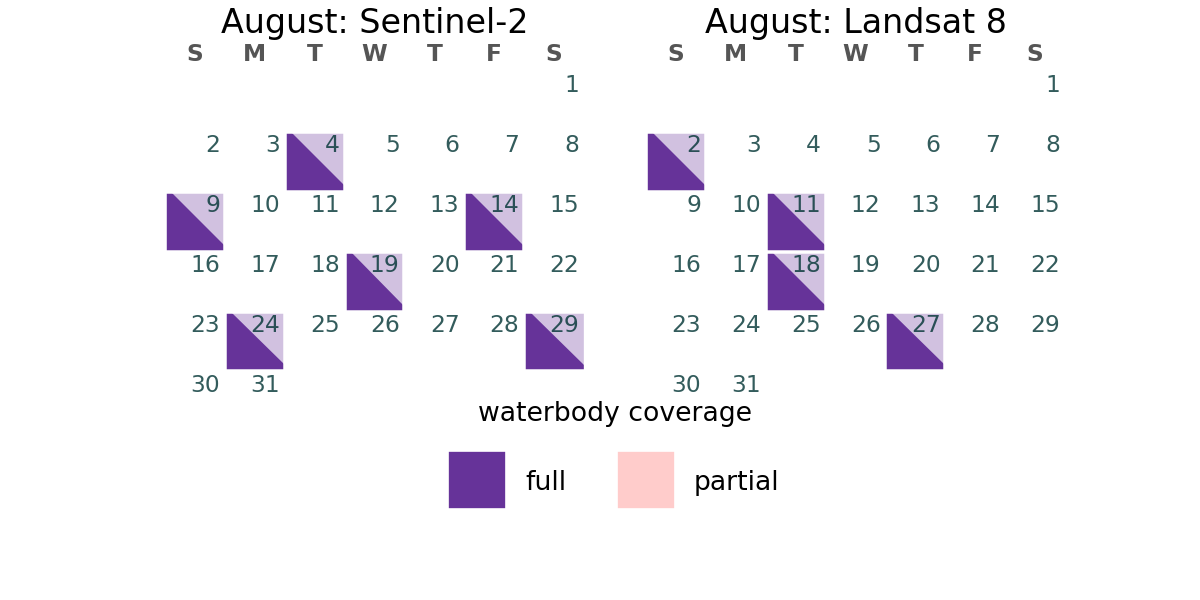 August: Sentinel-2
S M T W T F S
1
2 3 4 5 6 7 8
9 10 11 12 13 14 15
16 17 18 19 20 21 22
23 24 25 26 27 28 29
30 31
August: Landsat 8
S M T W T F S
1
2 3 4 5 6 7 8
9 10 11 12 13 14 15
16 17 18 19 20 21 22
23 24 25 26 27 28 29
30 31
waterbody coverage
full
partial